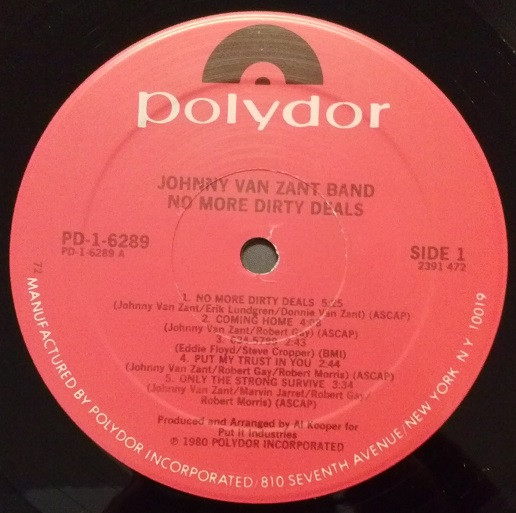 polydor
JOHNNY VAN ZANT BAND
NO MORE DIRTY DEALS
PD-1-6289
PD-1-6289 A
SIDE 1
2391 472
1. NO MORE DIRTY DEALS 5:25
(Johnny Van Zant/Erik Lundgren/Donnie Van Zant) (ASCAP)
2. COMING HOME 4:08
(Johnny Van Zant/Robert Gay) (ASCAP)
3. 634-5789 2:43
(Eddie Floyd/Steve Cropper) (BMI)
4. PUT MY TRUST IN YOU 2:44
(Johnny Van Zant/Robert Gay/Robert Morris) (ASCAP)
5. ONLY THE STRONG SURVIVE 3:34
(Johnny Van Zant/Marvin Jarret/Robert Gay/
Robert Morris) (ASCAP)
Produced and Arranged by Al Kooper for
Put it Industries
℗ 1980 POLYDOR INCORPORATED
72
MANUFACTURED BY POLYDOR INCORPORATED/810 SEVENTH AVENUE/NEW YORK, N Y 10019